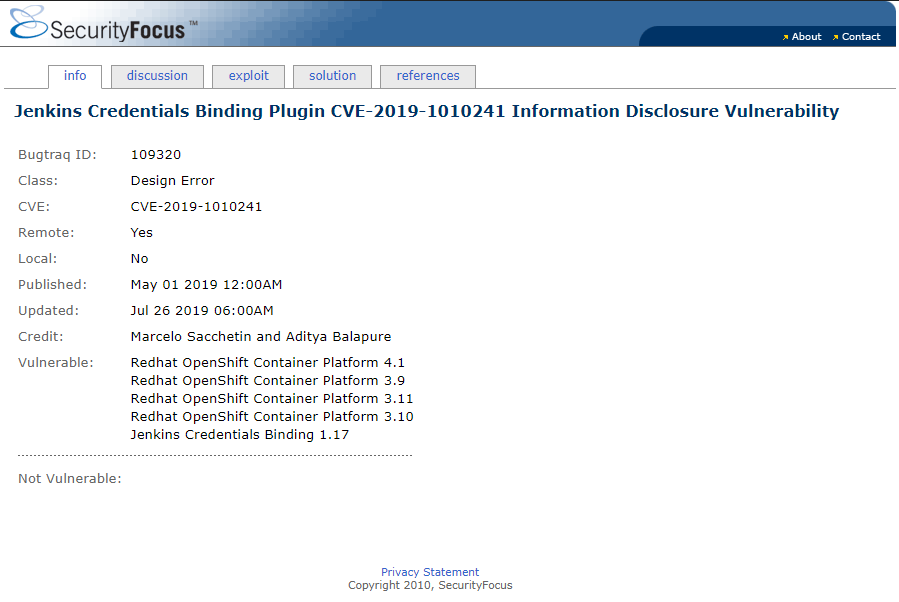 SecurityFocus™
About Contact
info discussion exploit solution references
Jenkins Credentials Binding Plugin CVE-2019-1010241 Information Disclosure Vulnerability
Bugtraq ID: 109320
Class: Design Error
CVE: CVE-2019-1010241
Remote: Yes
Local: No
Published: May 01 2019 12:00AM
Updated: Jul 26 2019 06:00AM
Credit: Marcelo Sacchetin and Aditya Balapure
Vulnerable: Redhat OpenShift Container Platform 4.1
Redhat OpenShift Container Platform 3.9
Redhat OpenShift Container Platform 3.11
Redhat OpenShift Container Platform 3.10
Jenkins Credentials Binding 1.17
Not Vulnerable:
Privacy Statement
Copyright 2010, SecurityFocus